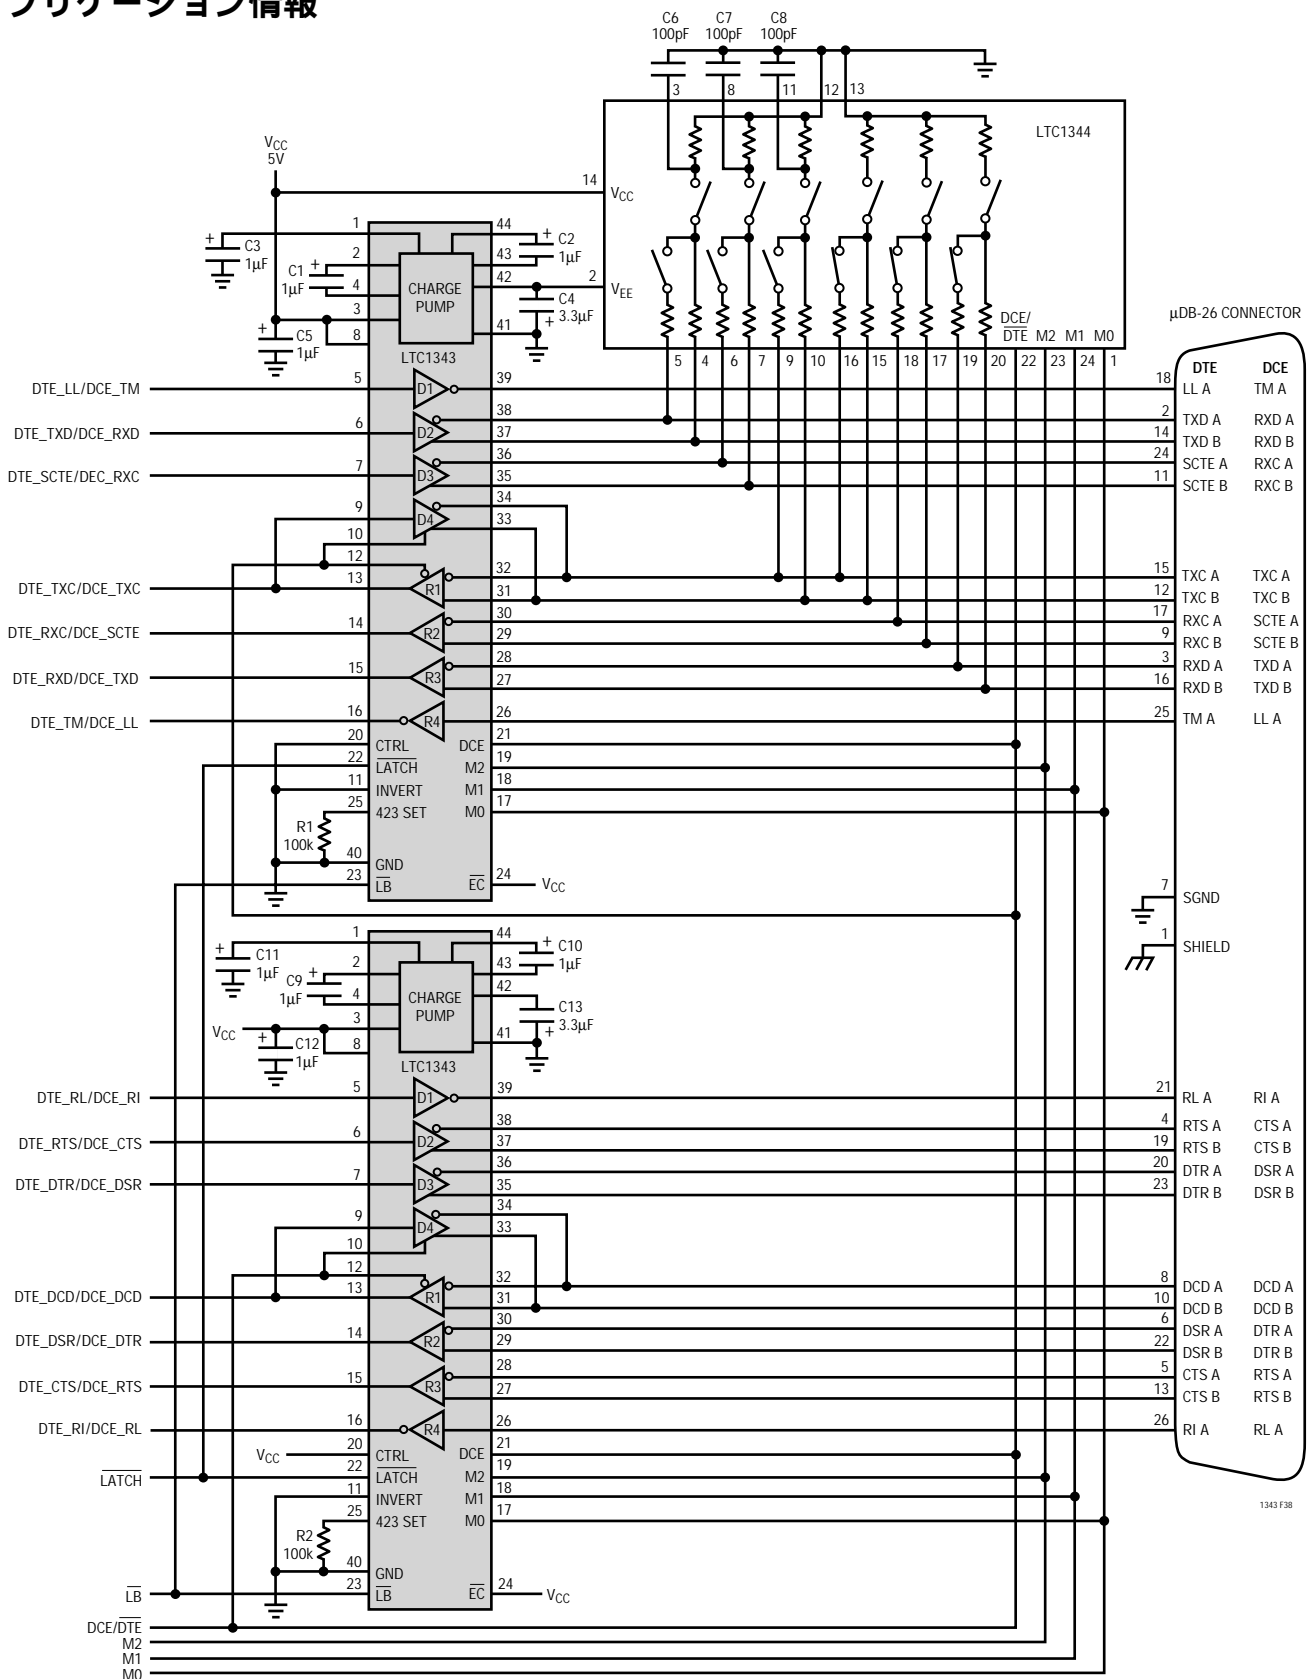 プリケーション情報
C6 C7 C8
100pF 100pF 100pF
3 8 11 12 13
LTC1344
VCC
5V
14 VCC
1 44
C3 + 1µF
C2 + 1µF
2 43
C1 + 1µF
4 42 2 VEE
CHARGE
PUMP
C4
3.3µF +
3
8 41
C5 + 1µF
LTC1343
DCE/
DTE M2 M1 M0
5 4 6 7 9 10 16 15 18 17 19 20 22 23 24 1
µDB-26 CONNECTOR
DTE DCE
DTE_LL/DCE_TM 5 D1 39 18 LL A TM A
38 2 TXD A RXD A
DTE_TXD/DCE_RXD 6 D2 37 14 TXD B RXD B
36 24 SCTE A RXC A
DTE_SCTE/DEC_RXC 7 D3 35 11 SCTE B RXC B
34
9 D4 33
10
12 32 15 TXC A TXC A
DTE_TXC/DCE_TXC 13 R1 31 12 TXC B TXC B
30 17 RXC A SCTE A
DTE_RXC/DCE_SCTE 14 R2 29 9 RXC B SCTE B
28 3 RXD A TXD A
DTE_RXD/DCE_TXD 15 R3 27 16 RXD B TXD B
DTE_TM/DCE_LL 16 R4 26 25 TM A LL A
20 CTRL DCE 21
22 LATCH M2 19
11 INVERT M1 18
25 423 SET M0 17
R1
100k
40 GND
23 LB EC 24 VCC
7 SGND
1 SHIELD
1 44
C11 + 1µF
C10 + 1µF
2 43
C9 + 1µF
4 42
CHARGE
PUMP
C13
3.3µF +
VCC 3
8 41
C12 + 1µF
LTC1343
DTE_RL/DCE_RI 5 D1 39 21 RL A RI A
38 4 RTS A CTS A
DTE_RTS/DCE_CTS 6 D2 37 19 RTS B CTS B
36 20 DTR A DSR A
DTE_DTR/DCE_DSR 7 D3 35 23 DTR B DSR B
34
9 D4 33
10
12 32 8 DCD A DCD A
DTE_DCD/DCE_DCD 13 R1 31 10 DCD B DCD B
30 6 DSR A DTR A
DTE_DSR/DCE_DTR 14 R2 29 22 DSR B DTR B
28 5 CTS A RTS A
DTE_CTS/DCE_RTS 15 R3 27 13 CTS B RTS B
DTE_RI/DCE_RL 16 R4 26 26 RI A RL A
VCC 20 CTRL DCE 21
LATCH 22 LATCH M2 19
11 INVERT M1 18
25 423 SET M0 17
1343 F38
R2
100k
40 GND
LB 23 LB EC 24 VCC
DCE/DTE
M2
M1
M0